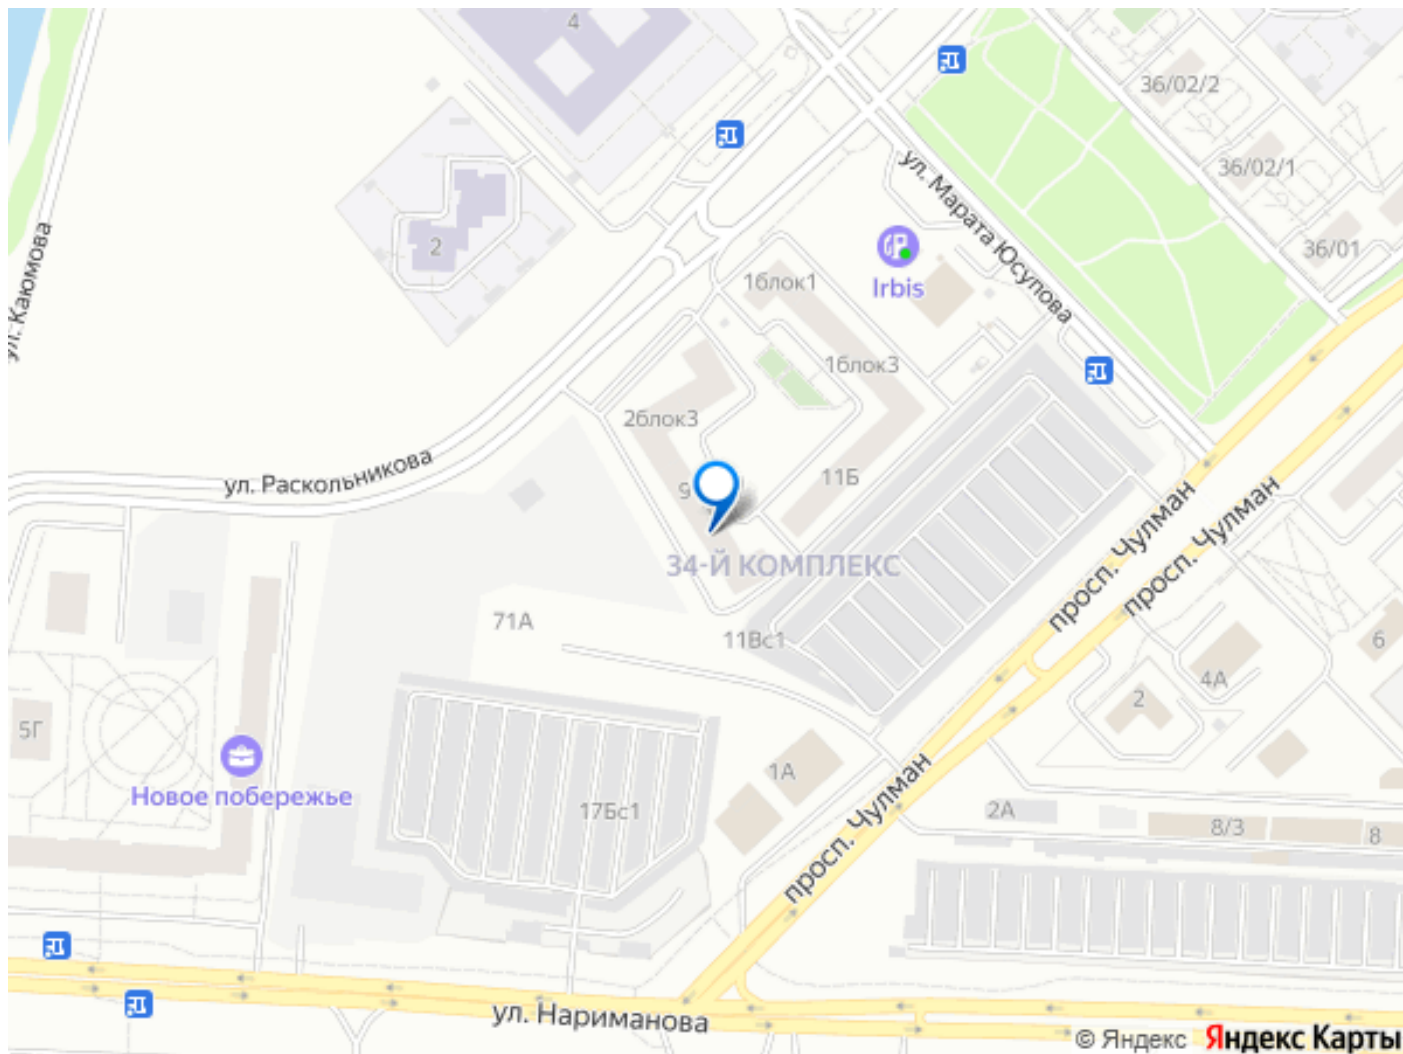 4
36/02/2
36/02/1
36/01
ул. Марата Юсупова
2
ул. Каюмова
Irbis
1блок1
1блок3
2блок3
ул. Раскольникова
11Б
9
34-Й КОМПЛЕКС
просп. Чулман
просп. Чулман
71А
11Вс1
6
4А
2
5Г
1А
Новое побережье
17Бс1
просп. Чулман
2А
8/3
8
ул. Нариманова
© Яндекс Яндекс Карты